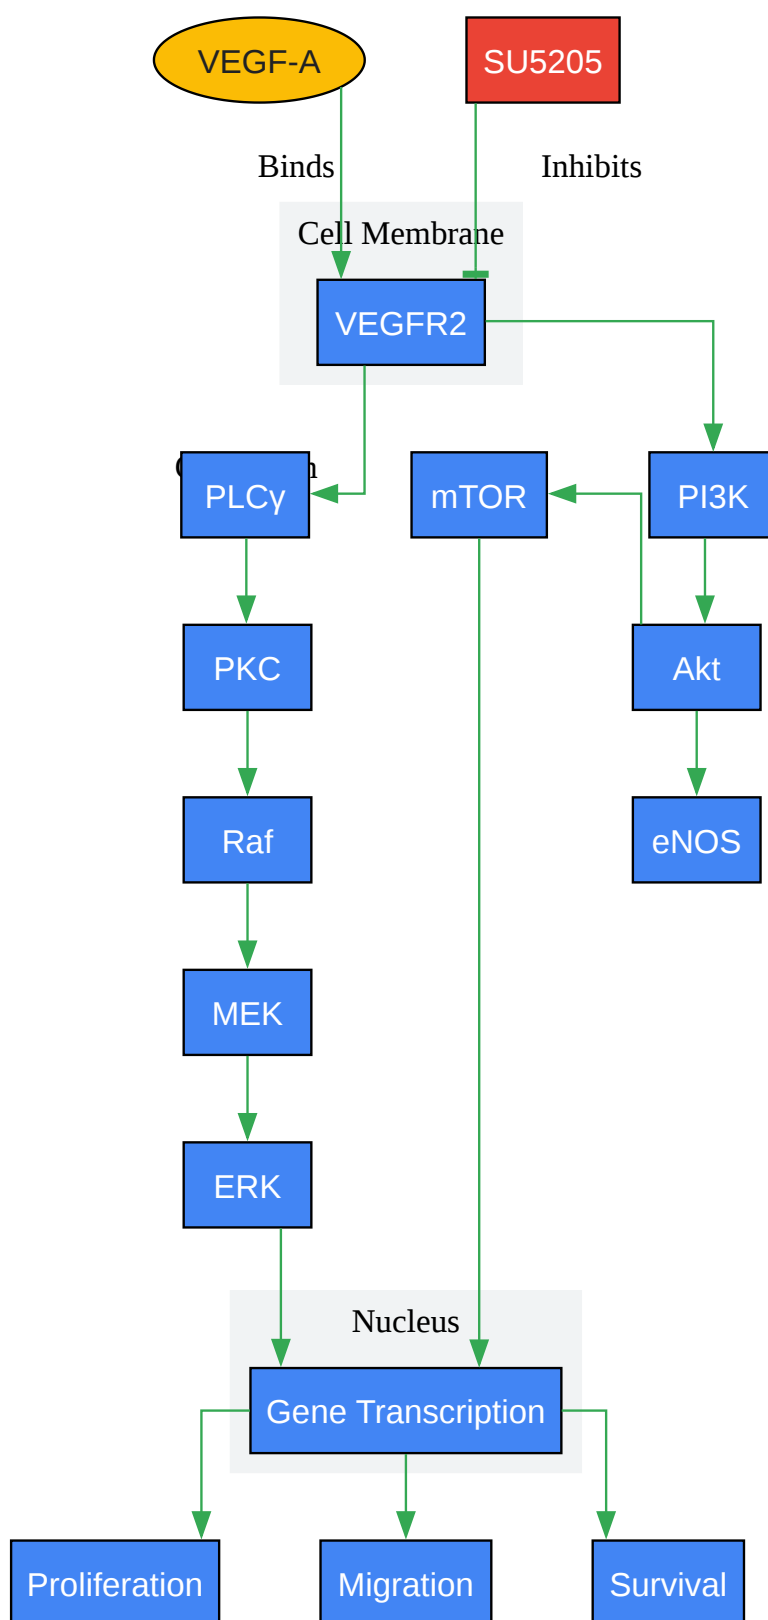 VEGF-A
SU5205
Binds
Inhibits
Cell Membrane
VEGFR2
PLCγ
mTOR
PI3K
PKC
Akt
Raf
eNOS
MEK
ERK
Nucleus
Gene Transcription
Proliferation
Migration
Survival